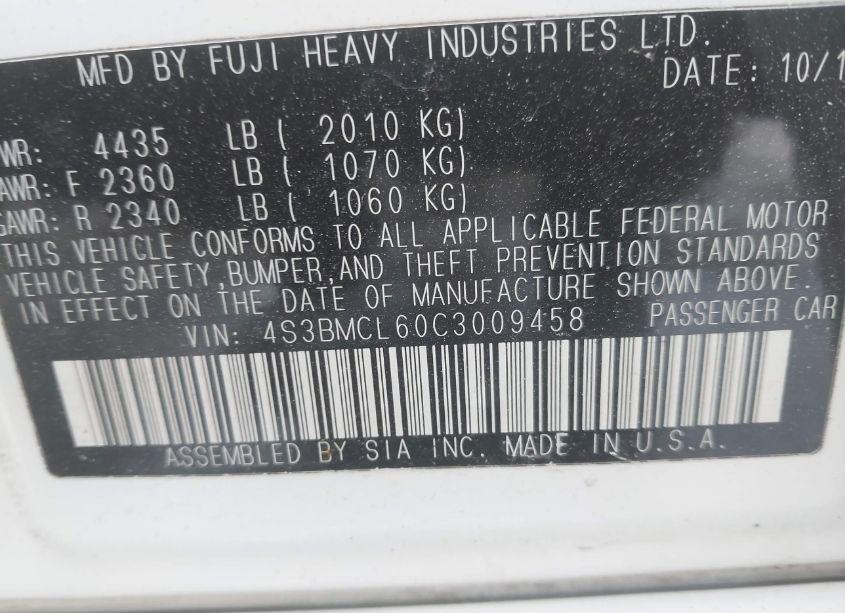 MFD BY FUJI HEAVY INDUSTRIES LTD.
DATE: 10/1
WR: 4435 LB ( 2010 KG)
AWR: F 2360 LB ( 1070 KG)
GAWR: R 2340 LB ( 1060 KG)
THIS VEHICLE CONFORMS TO ALL APPLICABLE FEDERAL MOTOR
VEHICLE SAFETY, BUMPER, AND THEFT PREVENTION STANDARDS
IN EFFECT ON THE DATE OF MANUFACTURE SHOWN ABOVE.
VIN: 4S3BMCL60C3009458 PASSENGER CAR
ASSEMBLED BY SIA INC. MADE IN U.S.A.